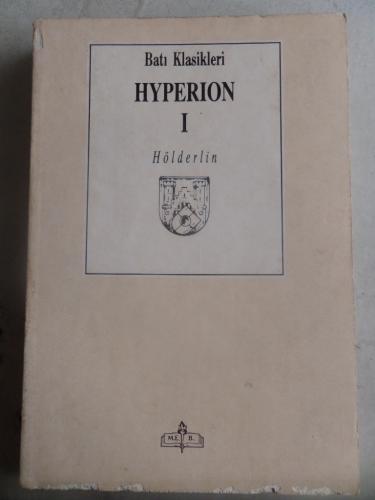 Batı Klasikleri
HYPERION
I
Hölderlin
M.E. B.